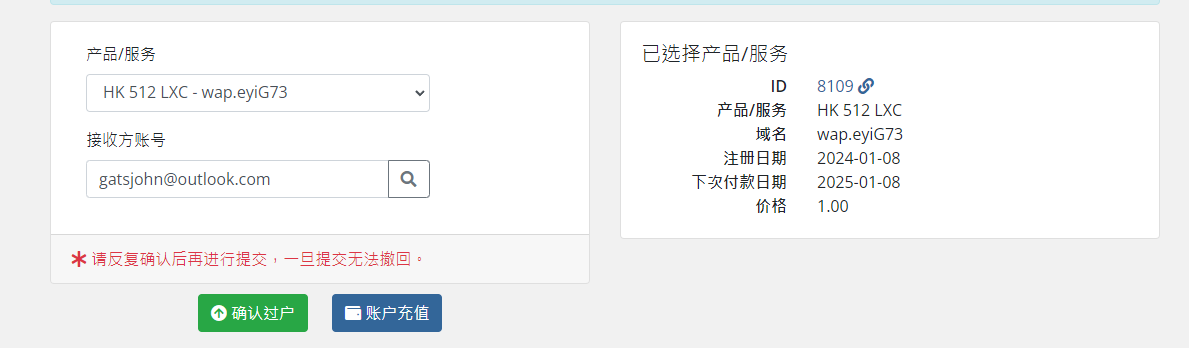 产品/服务
HK 512 LXC - wap.eyiG73
接收方账号
gatsjohn@outlook.com
请反复确认后再进行提交，一旦提交无法撤回。
确认过户
账户充值
已选择产品/服务
ID 8109
产品/服务 HK 512 LXC
域名 wap.eyiG73
注册日期 2024-01-08
下次付款日期 2025-01-08
价格 1.00